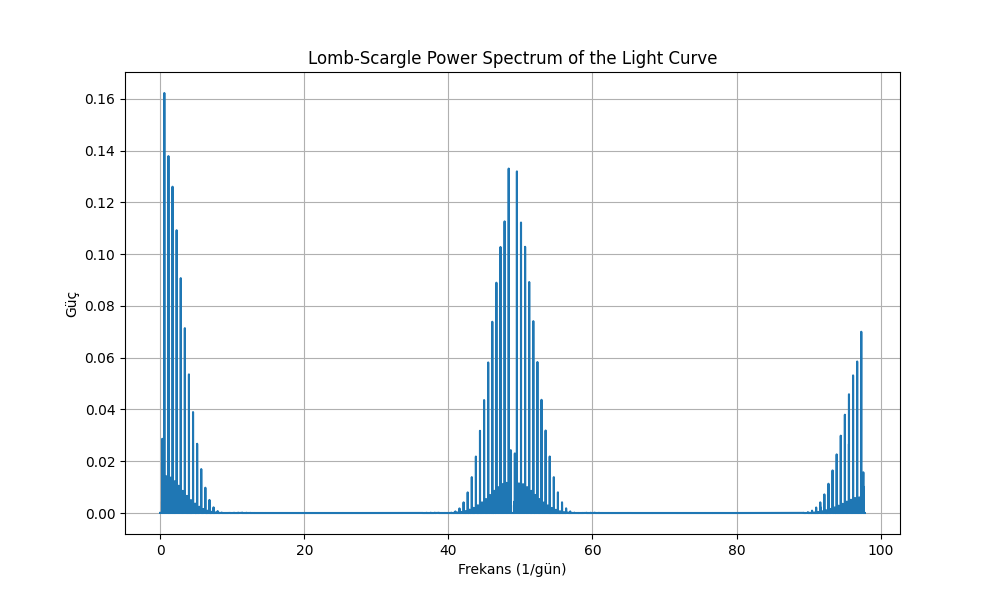 Lomb-Scargle Power Spectrum of the Light Curve
0.16
0.14
0.12
0.10
0.08
0.06
0.04
0.02
0.00
Güç
0 20 40 60 80 100
Frekans (1/gün)